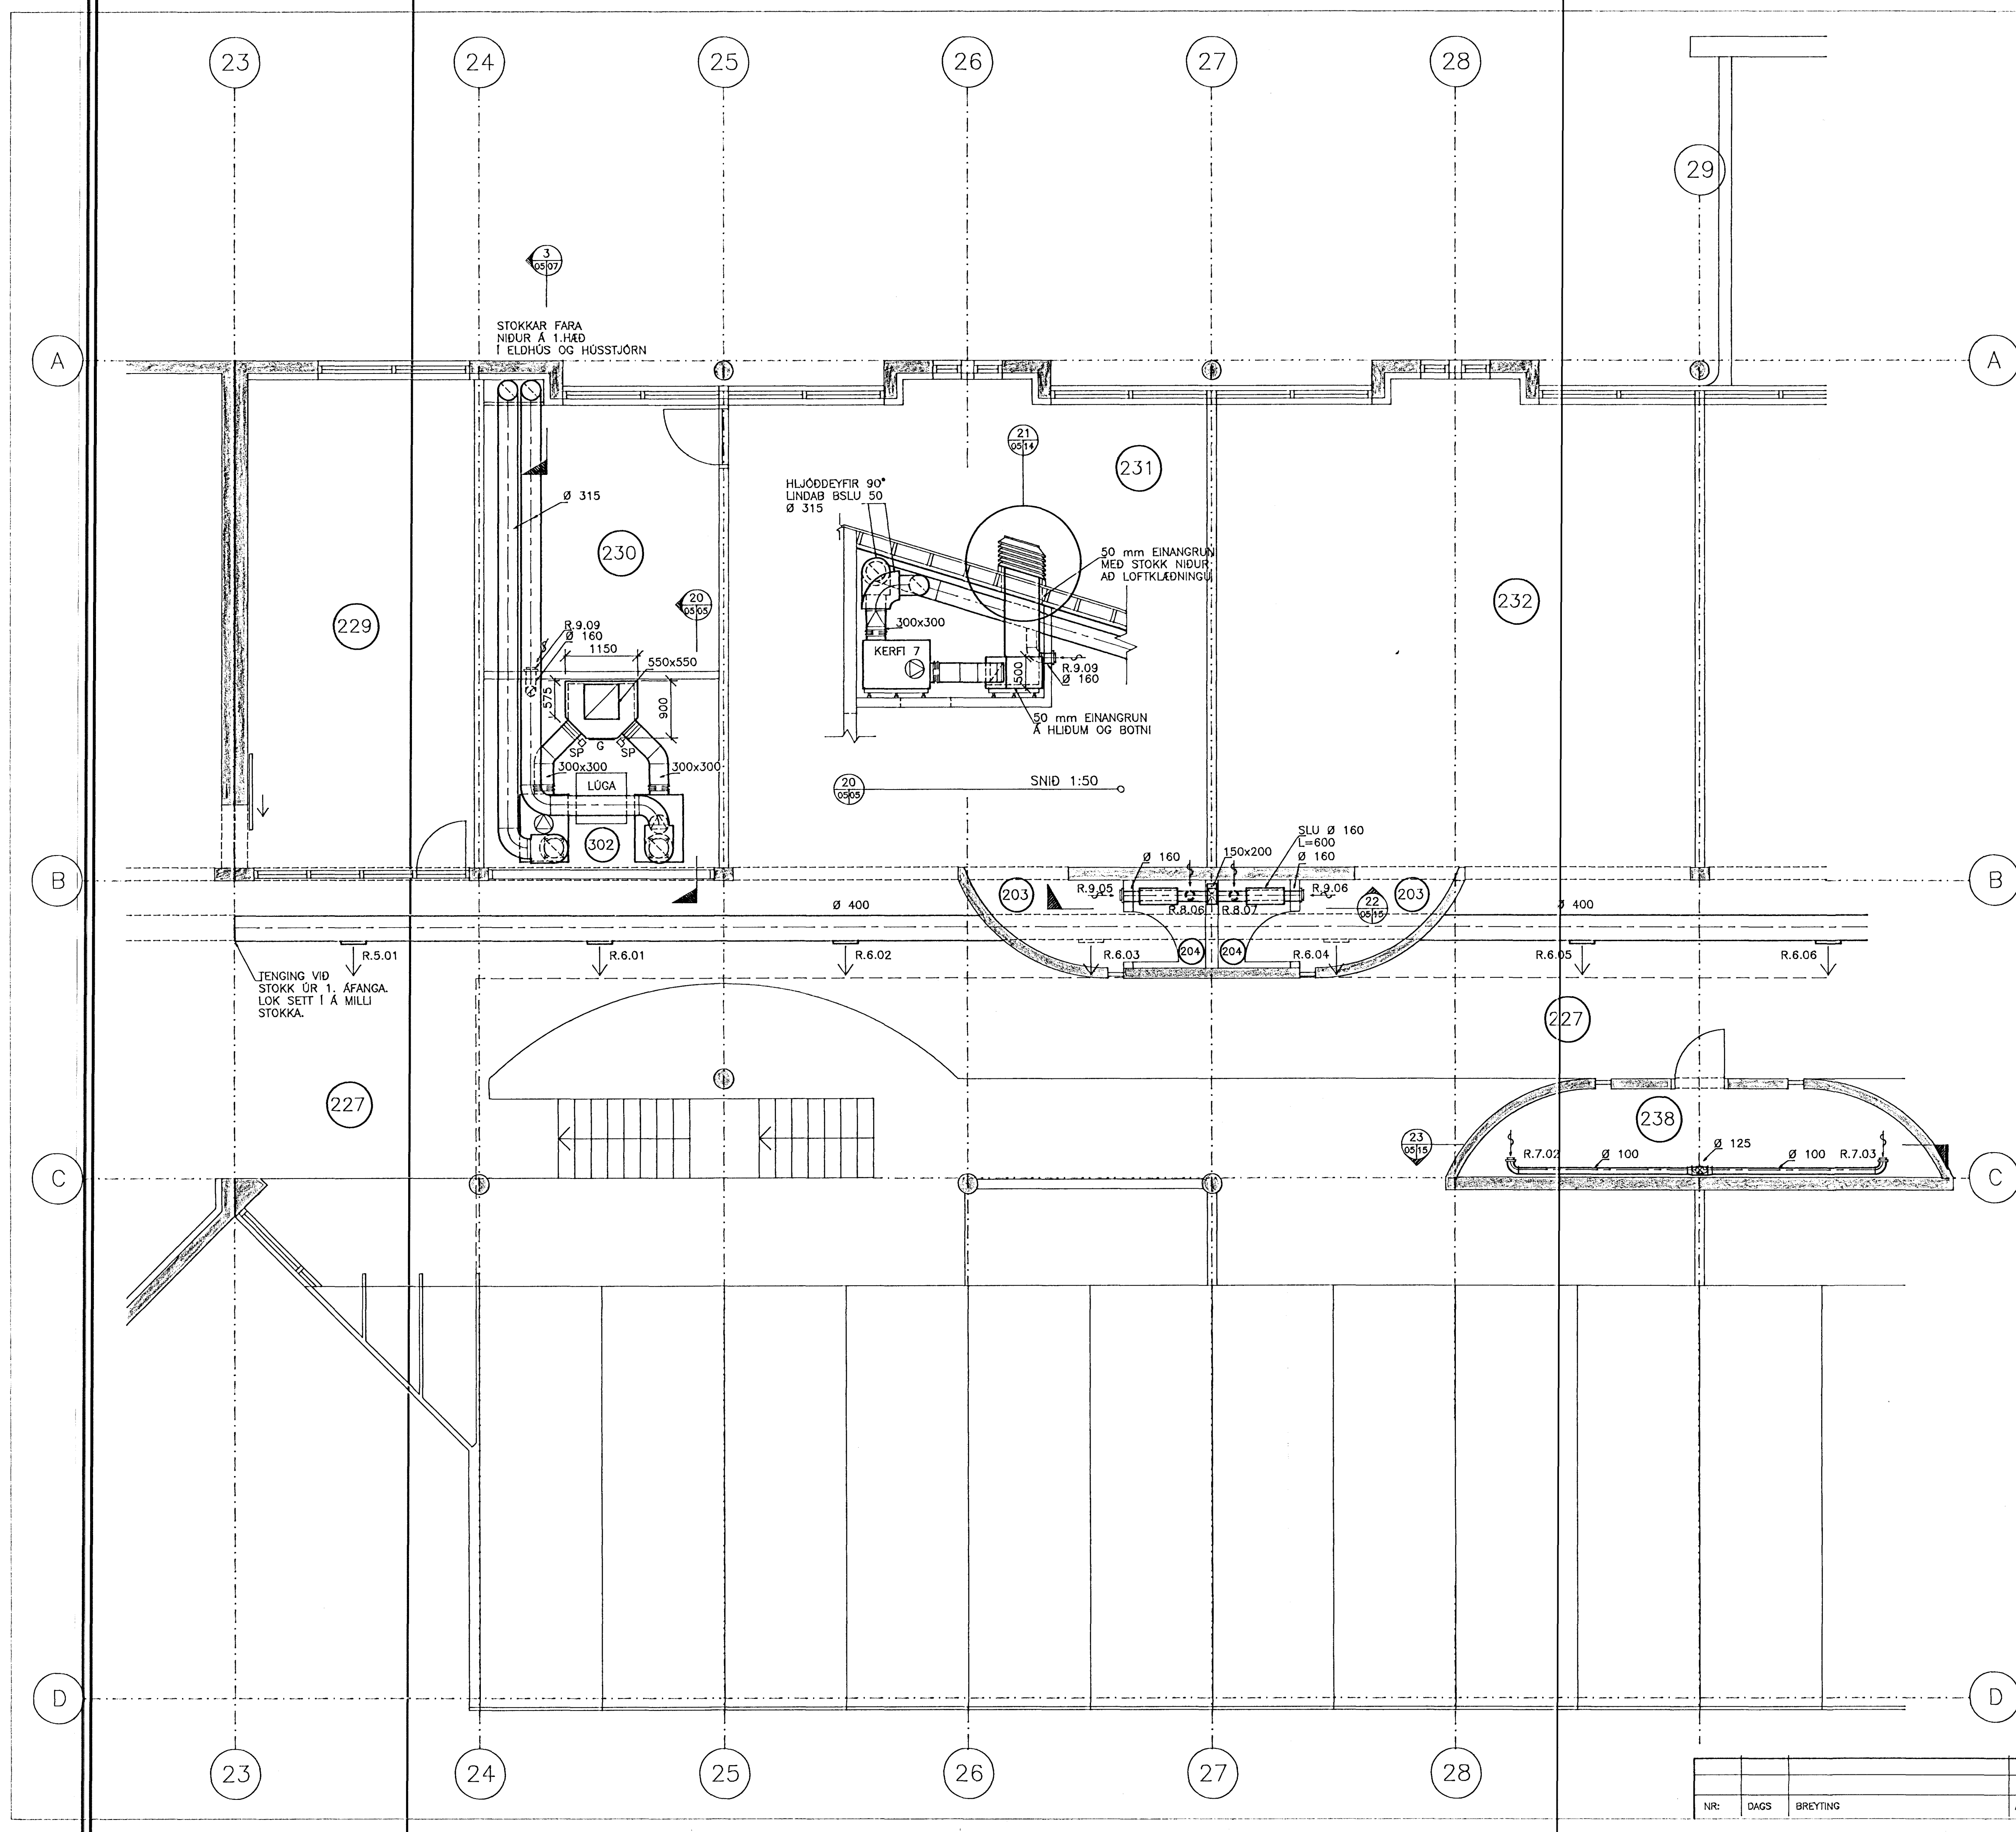 23
24
25
26
27
28
29
3
05 07
STOKKAR FARA
NIÐUR Á 1.HÆÐ
Í ELDHÚS OG HÚSSTJÓRN
A
A
21
05 14
231
HLJÓÐDEYFIR 90°
LINDAB BSLU 50
Ø 315
Ø 315
230
50 mm EINANGRUN
MEÐ STOKK NIÐUR
AÐ LOFTKLÆÐNINGU
232
229
20
05 05
R.9.09
Ø 160
1150
550x550
575
900
SP
G
SP
300x300
300x300
LÚGA
302
300x300
KERFI 7
500
R.9.09
Ø 160
50 mm EINANGRUN
Á HLIÐUM OG BOTNI
20
05 05
SNIÐ 1:50
SLU Ø 160
L=600
Ø 160
Ø 160
150x200
B
B
203
R.9.05
R.8.06
R.8.07
R.9.06
22
05 15
203
Ø 400
Ø 400
R.5.01
R.6.01
R.6.02
R.6.03
204
204
R.6.04
R.6.05
R.6.06
TENGING VIÐ
STOKK ÚR 1. ÁFANGA.
LOK SETT Í Á MILLI
STOKKA.
227
227
238
23
05 15
R.7.02
Ø 100
Ø 125
Ø 100
R.7.03
C
C
D
D
23
24
25
26
27
28
NR:
DAGS
BREYTING